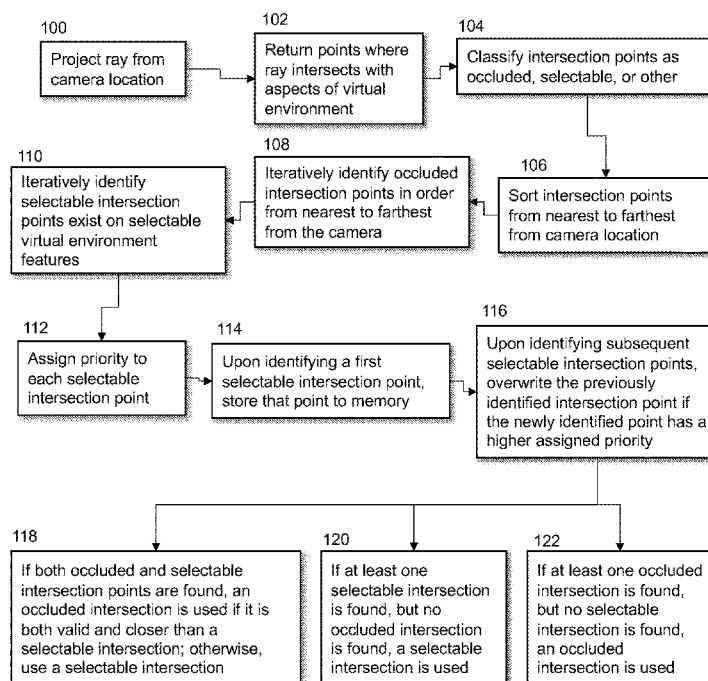 100
Project ray from
camera location
102
Return points where
ray intersects with
aspects of virtual
environment
104
Classify intersection points as
occluded, selectable, or other
106
Sort intersection points
from nearest to farthest
from camera location
108
Iteratively identify occluded
intersection points in order
from nearest to farthest
from the camera
110
Iteratively identify
selectable intersection
points exist on selectable
virtual environment
features
112
Assign priority to
each selectable
intersection point
114
Upon identifying a first
selectable intersection point,
store that point to memory
116
Upon identifying subsequent
selectable intersection points,
overwrite the previously
identified intersection point if
the newly identified point has a
higher assigned priority
118
If both occluded and selectable
intersection points are found, an
occluded intersection is used if it is
both valid and closer than a
selectable intersection; otherwise,
use a selectable intersection
120
If at least one
selectable intersection
is found, but no
occluded intersection
is found, a selectable
intersection is used
122
If at least one occluded
intersection is found,
but no selectable
intersection is found,
an occluded
intersection is used